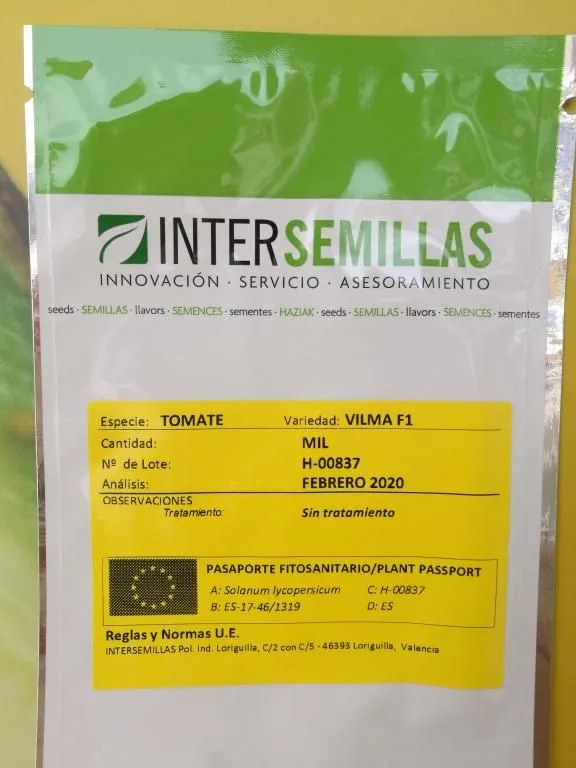 INTERSEMILLAS
INNOVACIÓN · SERVICIO · ASESORAMIENTO
seeds · SEMILLAS · llavors · SEMENCES · sementes · HAZIAK · seeds · SEMILLAS · llavors · SEMENCES · sementes
Especie: TOMATE Variedad: VILMA F1
Cantidad: MIL
Nº de Lote: H-00837
Análisis: FEBRERO 2020
OBSERVACIONES
Tratamiento: Sin tratamiento
PASAPORTE FITOSANITARIO/PLANT PASSPORT
A: Solanum lycopersicum C: H-00837
B: ES-17-46/1319 D: ES
Reglas y Normas U.E.
INTERSEMILLAS Pol. Ind. Loriguilla, C/2 con C/5 - 46393 Loriguilla, Valencia